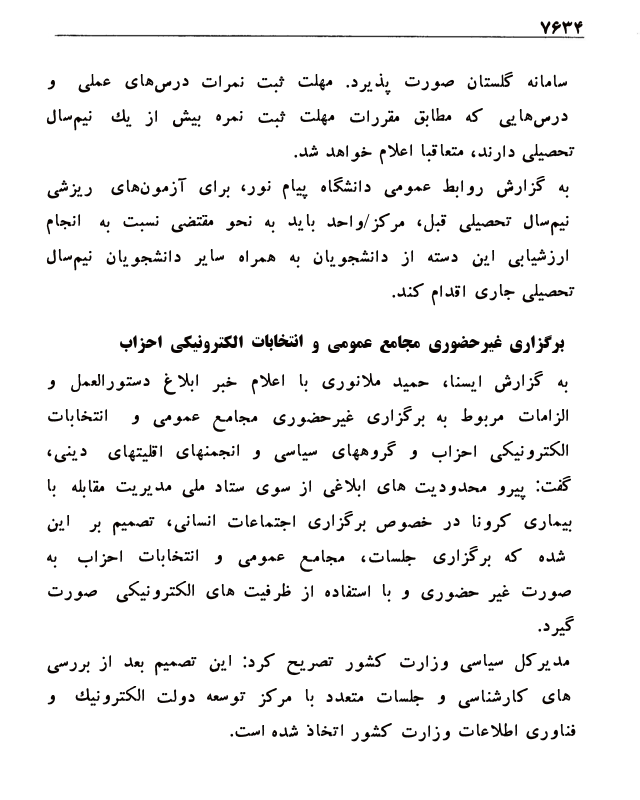 ۷۶۳۴
سامانه گلستان صورت پذیرد. مهلت ثبت نمرات درس‌های عملی و
درس‌هایی که مطابق مقررات مهلت ثبت نمره بیش از یك نیم‌سال
تحصیلی دارند، متعاقبا اعلام خواهد شد.
به گزارش روابط عمومی دانشگاه پیام نور، برای آزمون‌های ریزشی
نیم‌سال تحصیلی قبل، مرکز/واحد باید به نحو مقتضی نسبت به انجام
ارزشیابی این دسته از دانشجویان به همراه سایر دانشجویان نیم‌سال
تحصیلی جاری اقدام کند.
برگزاری غیرحضوری مجامع عمومی و انتخابات الکترونیکی احزاب
به گزارش ایسنا، حمید ملانوری با اعلام خبر ابلاغ دستورالعمل و
الزامات مربوط به برگزاری غیرحضوری مجامع عمومی و انتخابات
الکترونیکی احزاب و گروههای سیاسی و انجمنهای اقلیتهای دینی،
گفت: پیرو محدودیت های ابلاغی از سوی ستاد ملی مدیریت مقابله با
بیماری کرونا در خصوص برگزاری اجتماعات انسانی، تصمیم بر این
شده که برگزاری جلسات، مجامع عمومی و انتخابات احزاب به
صورت غیر حضوری و با استفاده از ظرفیت های الکترونیکی صورت
گیرد.
مدیرکل سیاسی وزارت کشور تصریح کرد: این تصمیم بعد از بررسی
های کارشناسی و جلسات متعدد با مرکز توسعه دولت الکترونیك و
فناوری اطلاعات وزارت کشور اتخاذ شده است.